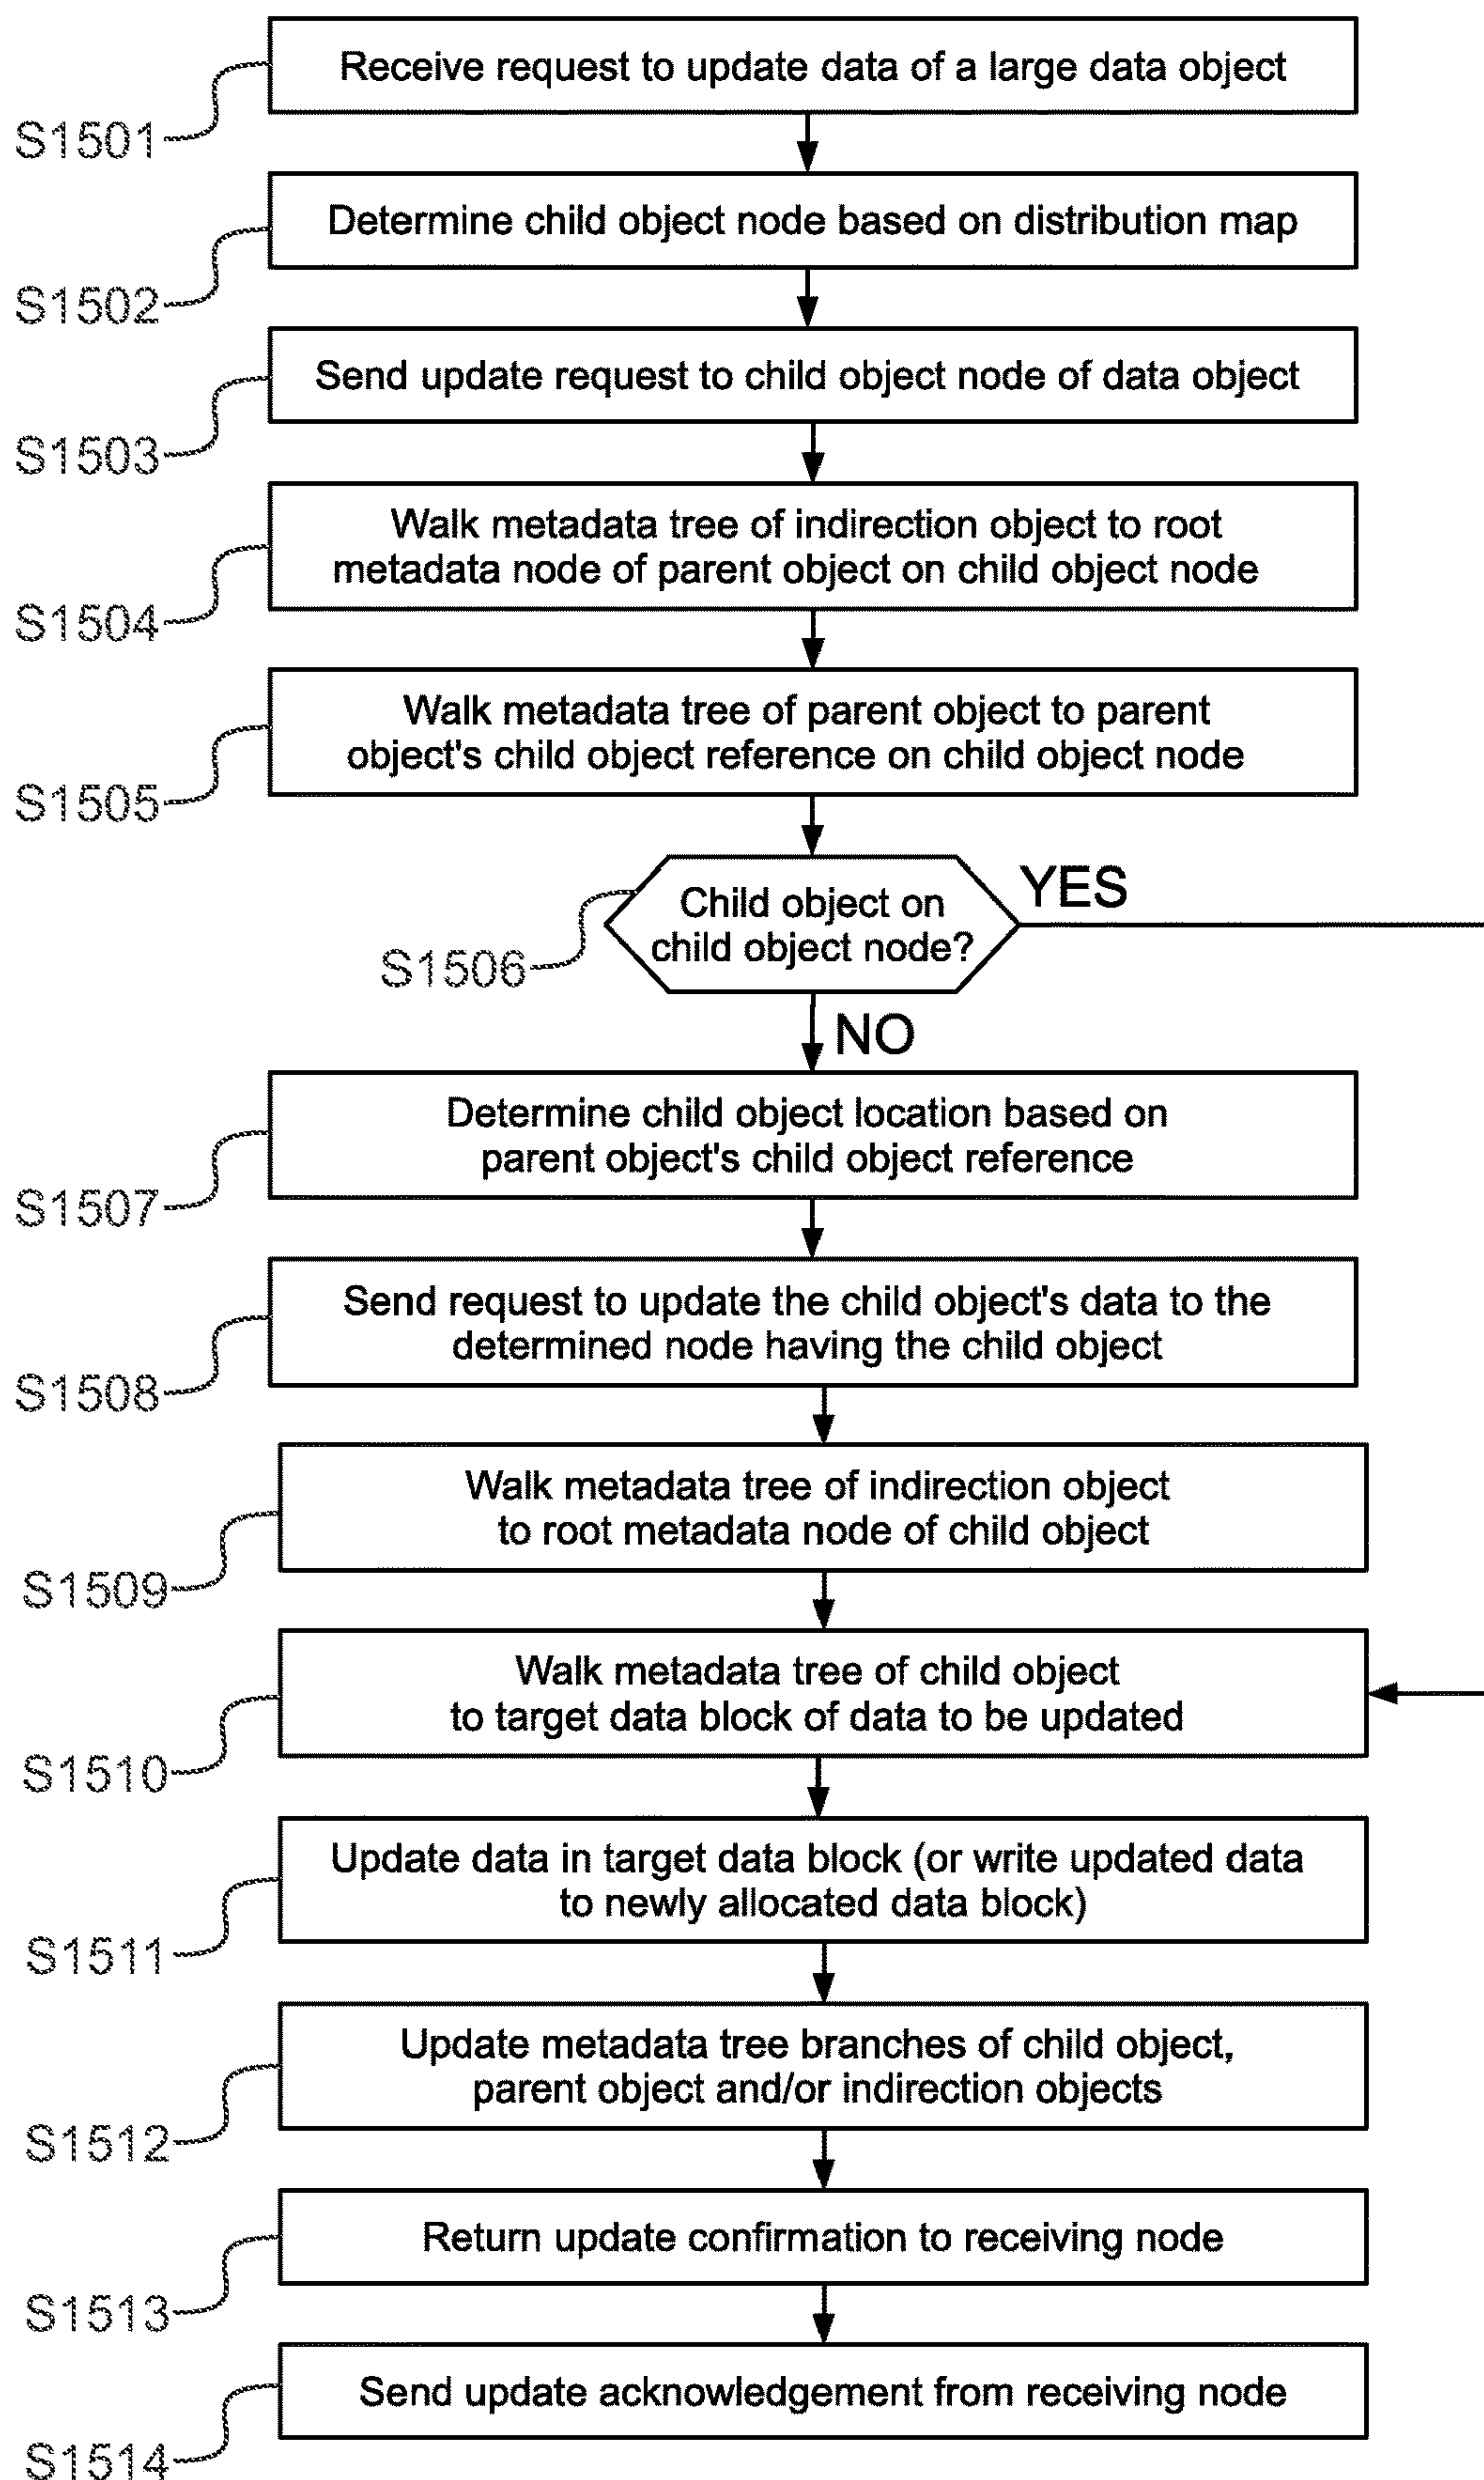 Receive request to update data of a large data object
S1501
Determine child object node based on distribution map
S1502
Send update request to child object node of data object
S1503
Walk metadata tree of indirection object to root
metadata node of parent object on child object node
S1504
Walk metadata tree of parent object to parent
object's child object reference on child object node
S1505
YES
Child object on
child object node?
S1506
NO
Determine child object location based on
parent object's child object reference
S1507
Send request to update the child object's data to the
determined node having the child object
S1508
Walk metadata tree of indirection object
to root metadata node of child object
S1509
Walk metadata tree of child object
to target data block of data to be updated
S1510
Update data in target data block (or write updated data
to newly allocated data block)
S1511
Update metadata tree branches of child object,
parent object and/or indirection objects
S1512
Return update confirmation to receiving node
S1513
Send update acknowledgement from receiving node
S1514